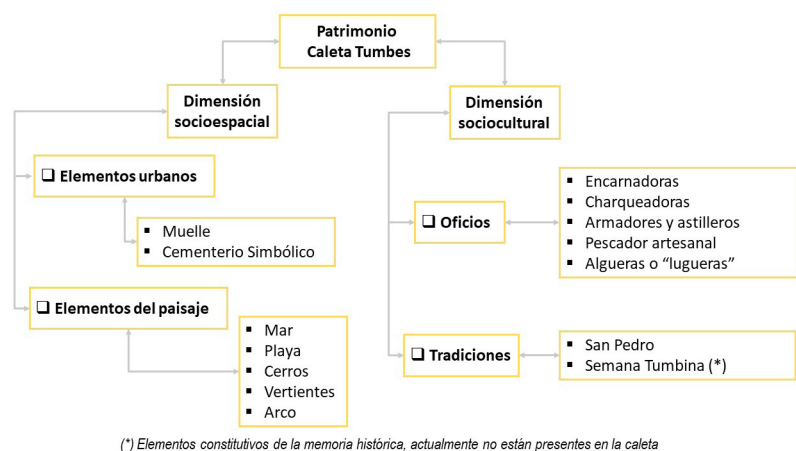 Patrimonio
Caleta Tumbes
Dimensión
socioespacial
❑ Elementos urbanos
▪ Muelle
▪ Cementerio Simbólico
❑ Elementos del paisaje
▪ Mar
▪ Playa
▪ Cerros
▪ Vertientes
▪ Arco
Dimensión
sociocultural
❑ Oficios
▪ Encarnadoras
▪ Charqueadoras
▪ Armadores y astilleros
▪ Pescador artesanal
▪ Algueras o “lugueras”
❑ Tradiciones
▪ San Pedro
▪ Semana Tumbina (*)
(*) Elementos constitutivos de la memoria histórica, actualmente no están presentes en la caleta